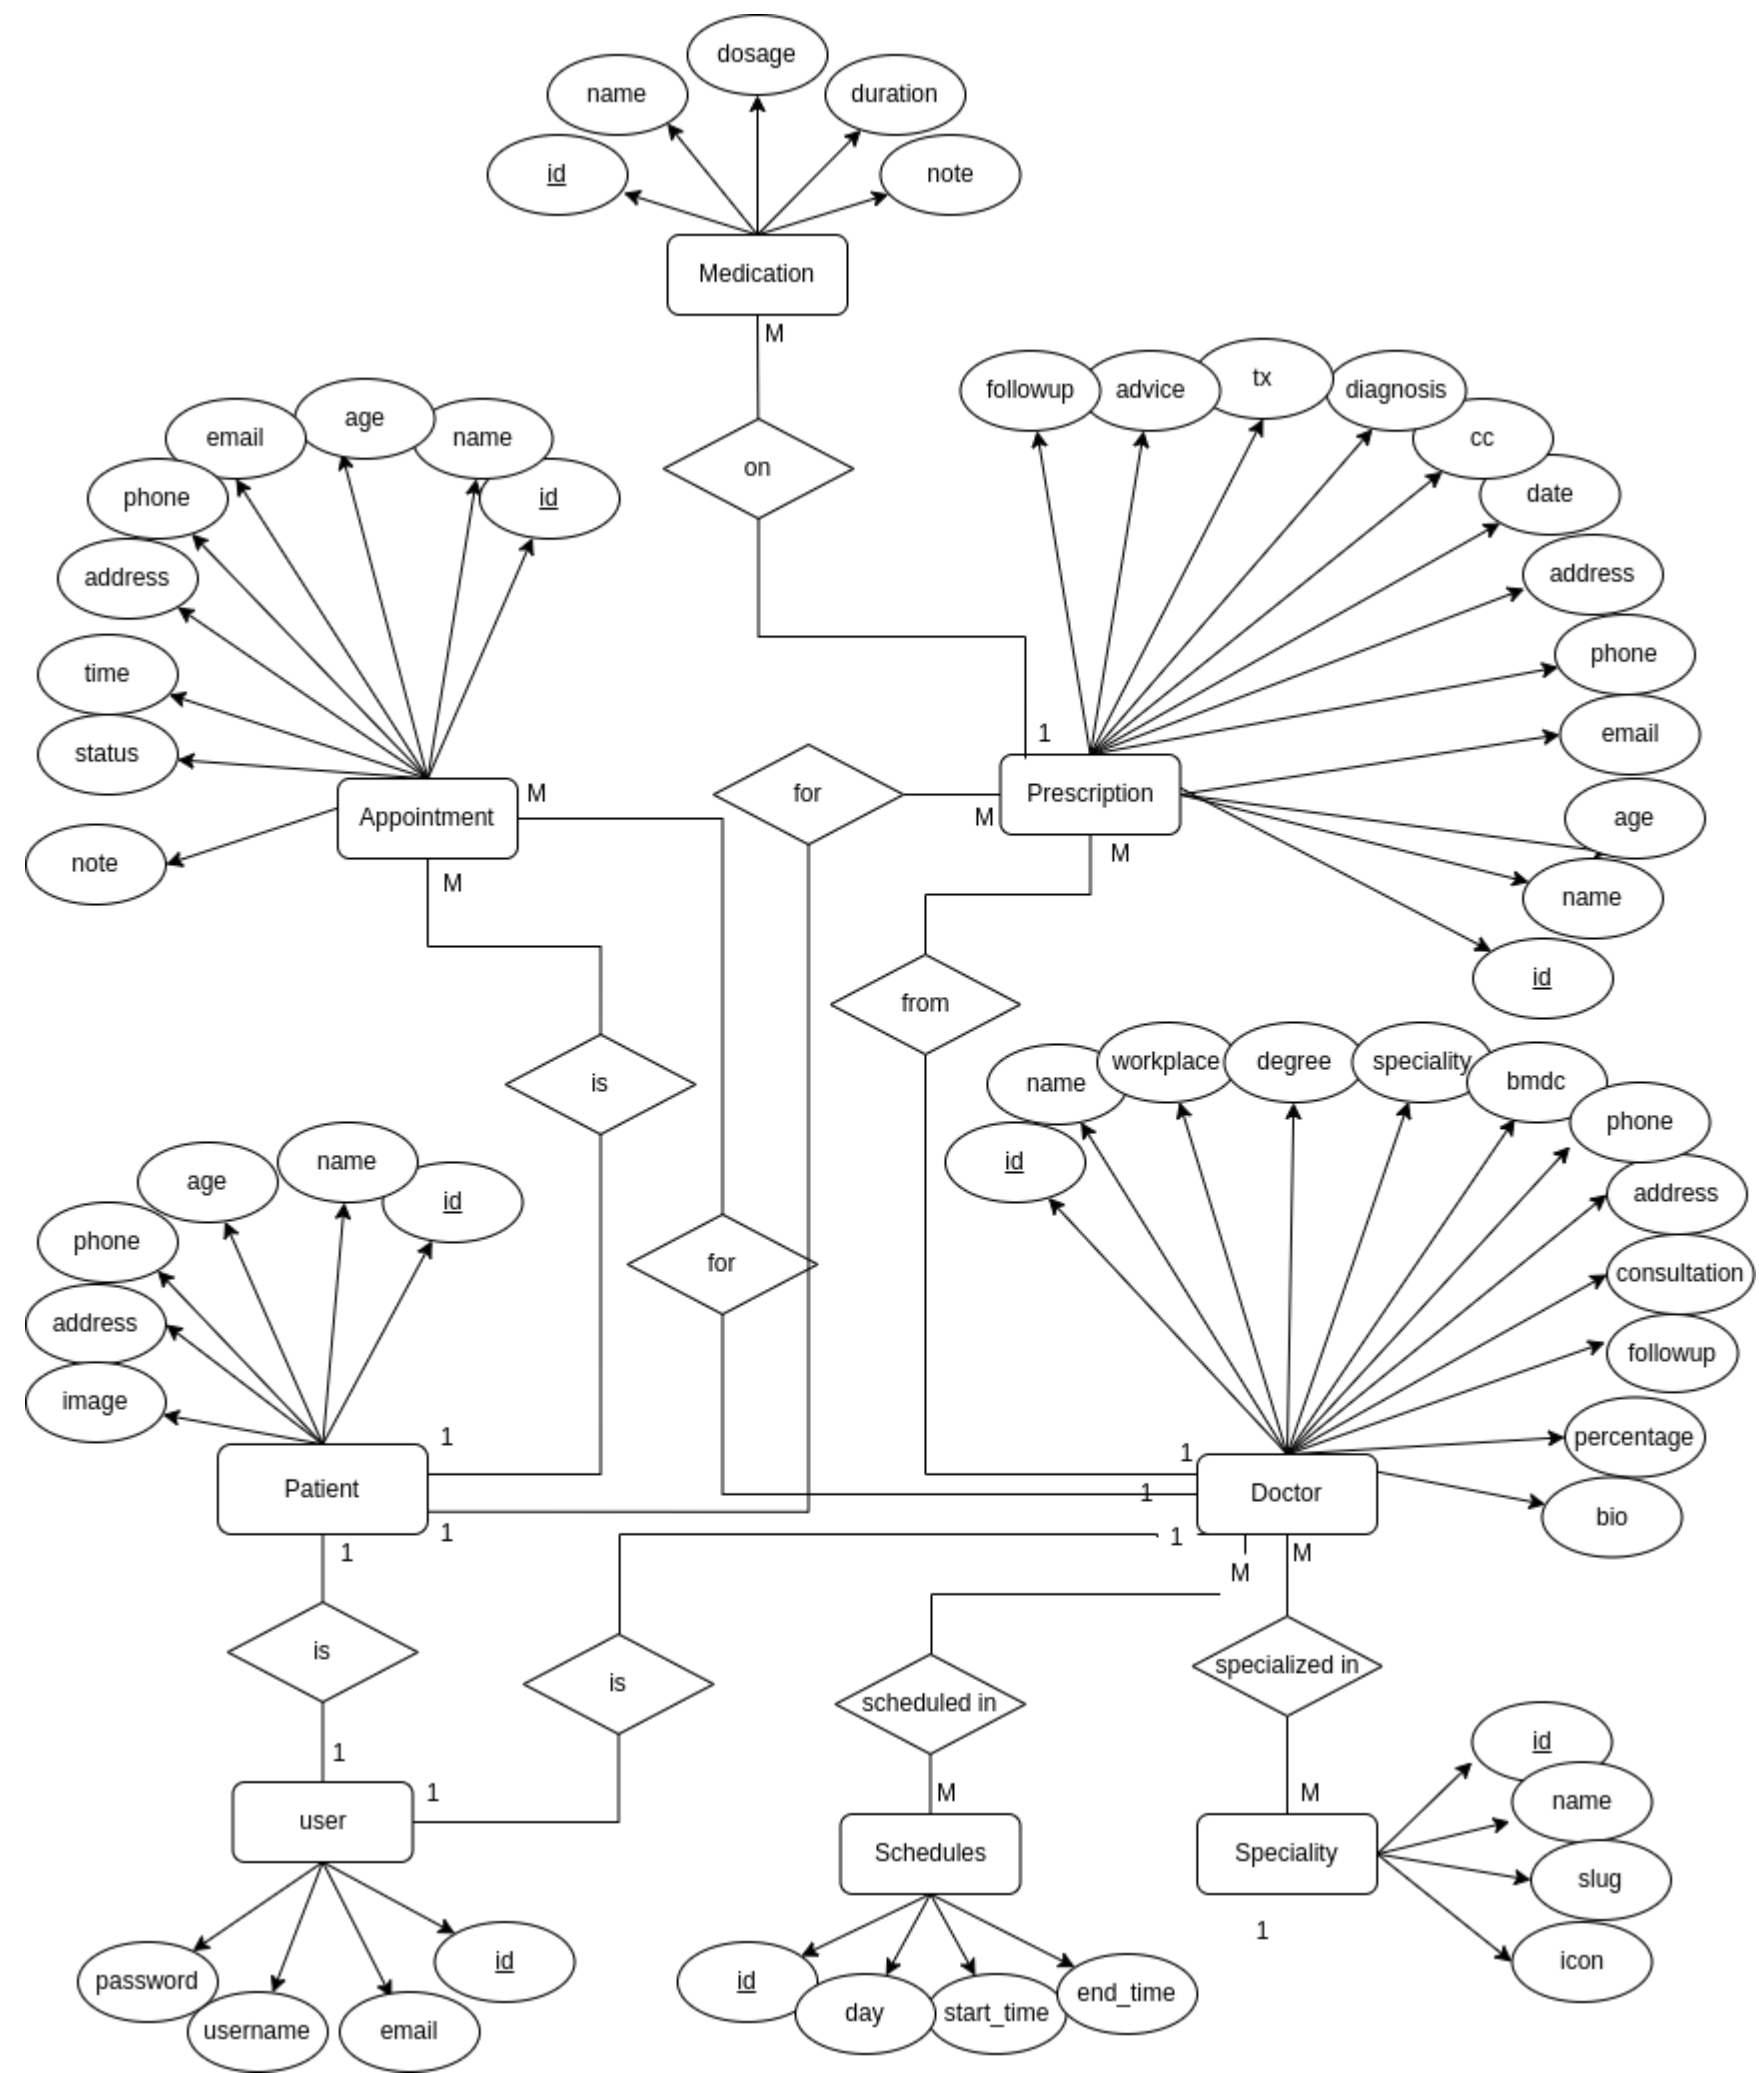 dosage
name
duration
id
note
Medication
M
on
followup
advice
tx
diagnosis
cc
date
address
phone
email
age
name
id
1
Prescription
M
M
for
from
email
age
name
id
phone
address
time
status
note
Appointment
M
M
is
for
name
workplace
degree
speciality
bmdc
phone
address
consultation
followup
percentage
bio
id
1
1
Doctor
1
M
M
age
name
id
phone
address
image
1
Patient
1
1
is
is
scheduled in
specialized in
1
user
1
M
Schedules
M
Speciality
1
id
name
slug
icon
password
username
email
id
id
day
start_time
end_time